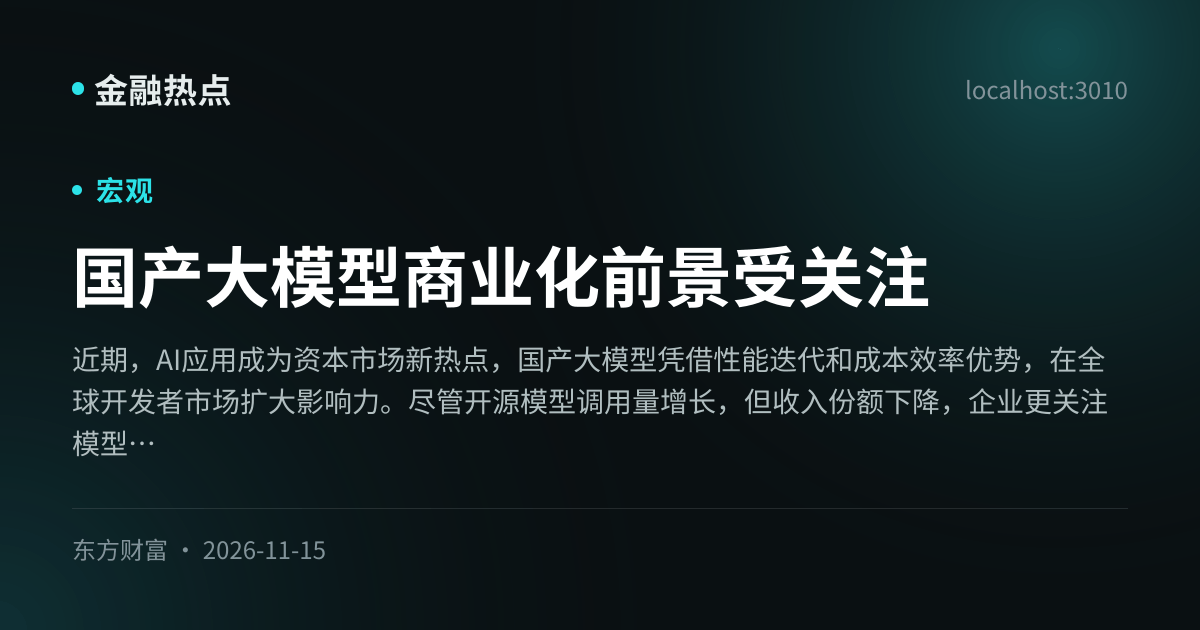 金融热点
localhost:3010
宏观
国产大模型商业化前景受关注
近期，AI应用成为资本市场新热点，国产大模型凭借性能迭代和成本效率优势，在全
球开发者市场扩大影响力。尽管开源模型调用量增长，但收入份额下降，企业更关注
模型…
东方财富 • 2026-11-15